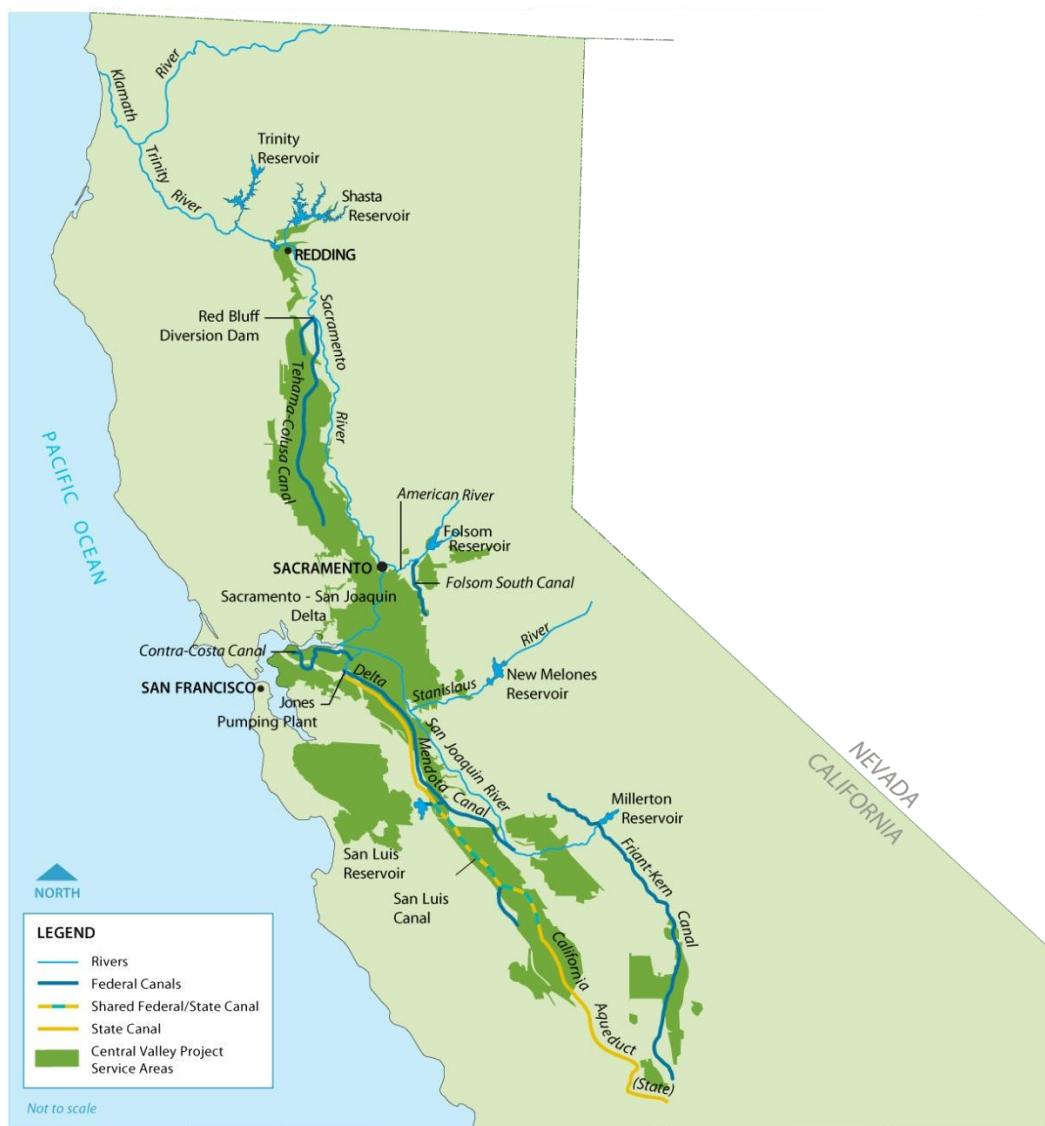 Klamath
River
Trinity
River
Trinity
Reservoir
Shasta
Reservoir
REDDING
Red Bluff
Diversion Dam
Sacramento
River
Tehama-Colusa Canal
PACIFIC OCEAN
American River
Folsom
Reservoir
SACRAMENTO
Folsom South Canal
Sacramento - San Joaquin
Delta
Contra-Costa Canal
SAN FRANCISCO
Jones
Pumping Plant
Delta
Mendota Canal
Stanislaus
River
New Melones
Reservoir
San Joaquin River
NEVADA
CALIFORNIA
Millerton
Reservoir
San Luis
Reservoir
San Luis
Canal
Friant-Kern
Canal
California
Aqueduct
(State)
NORTH
LEGEND
Rivers
Federal Canals
Shared Federal/State Canal
State Canal
Central Valley Project
Service Areas
Not to scale